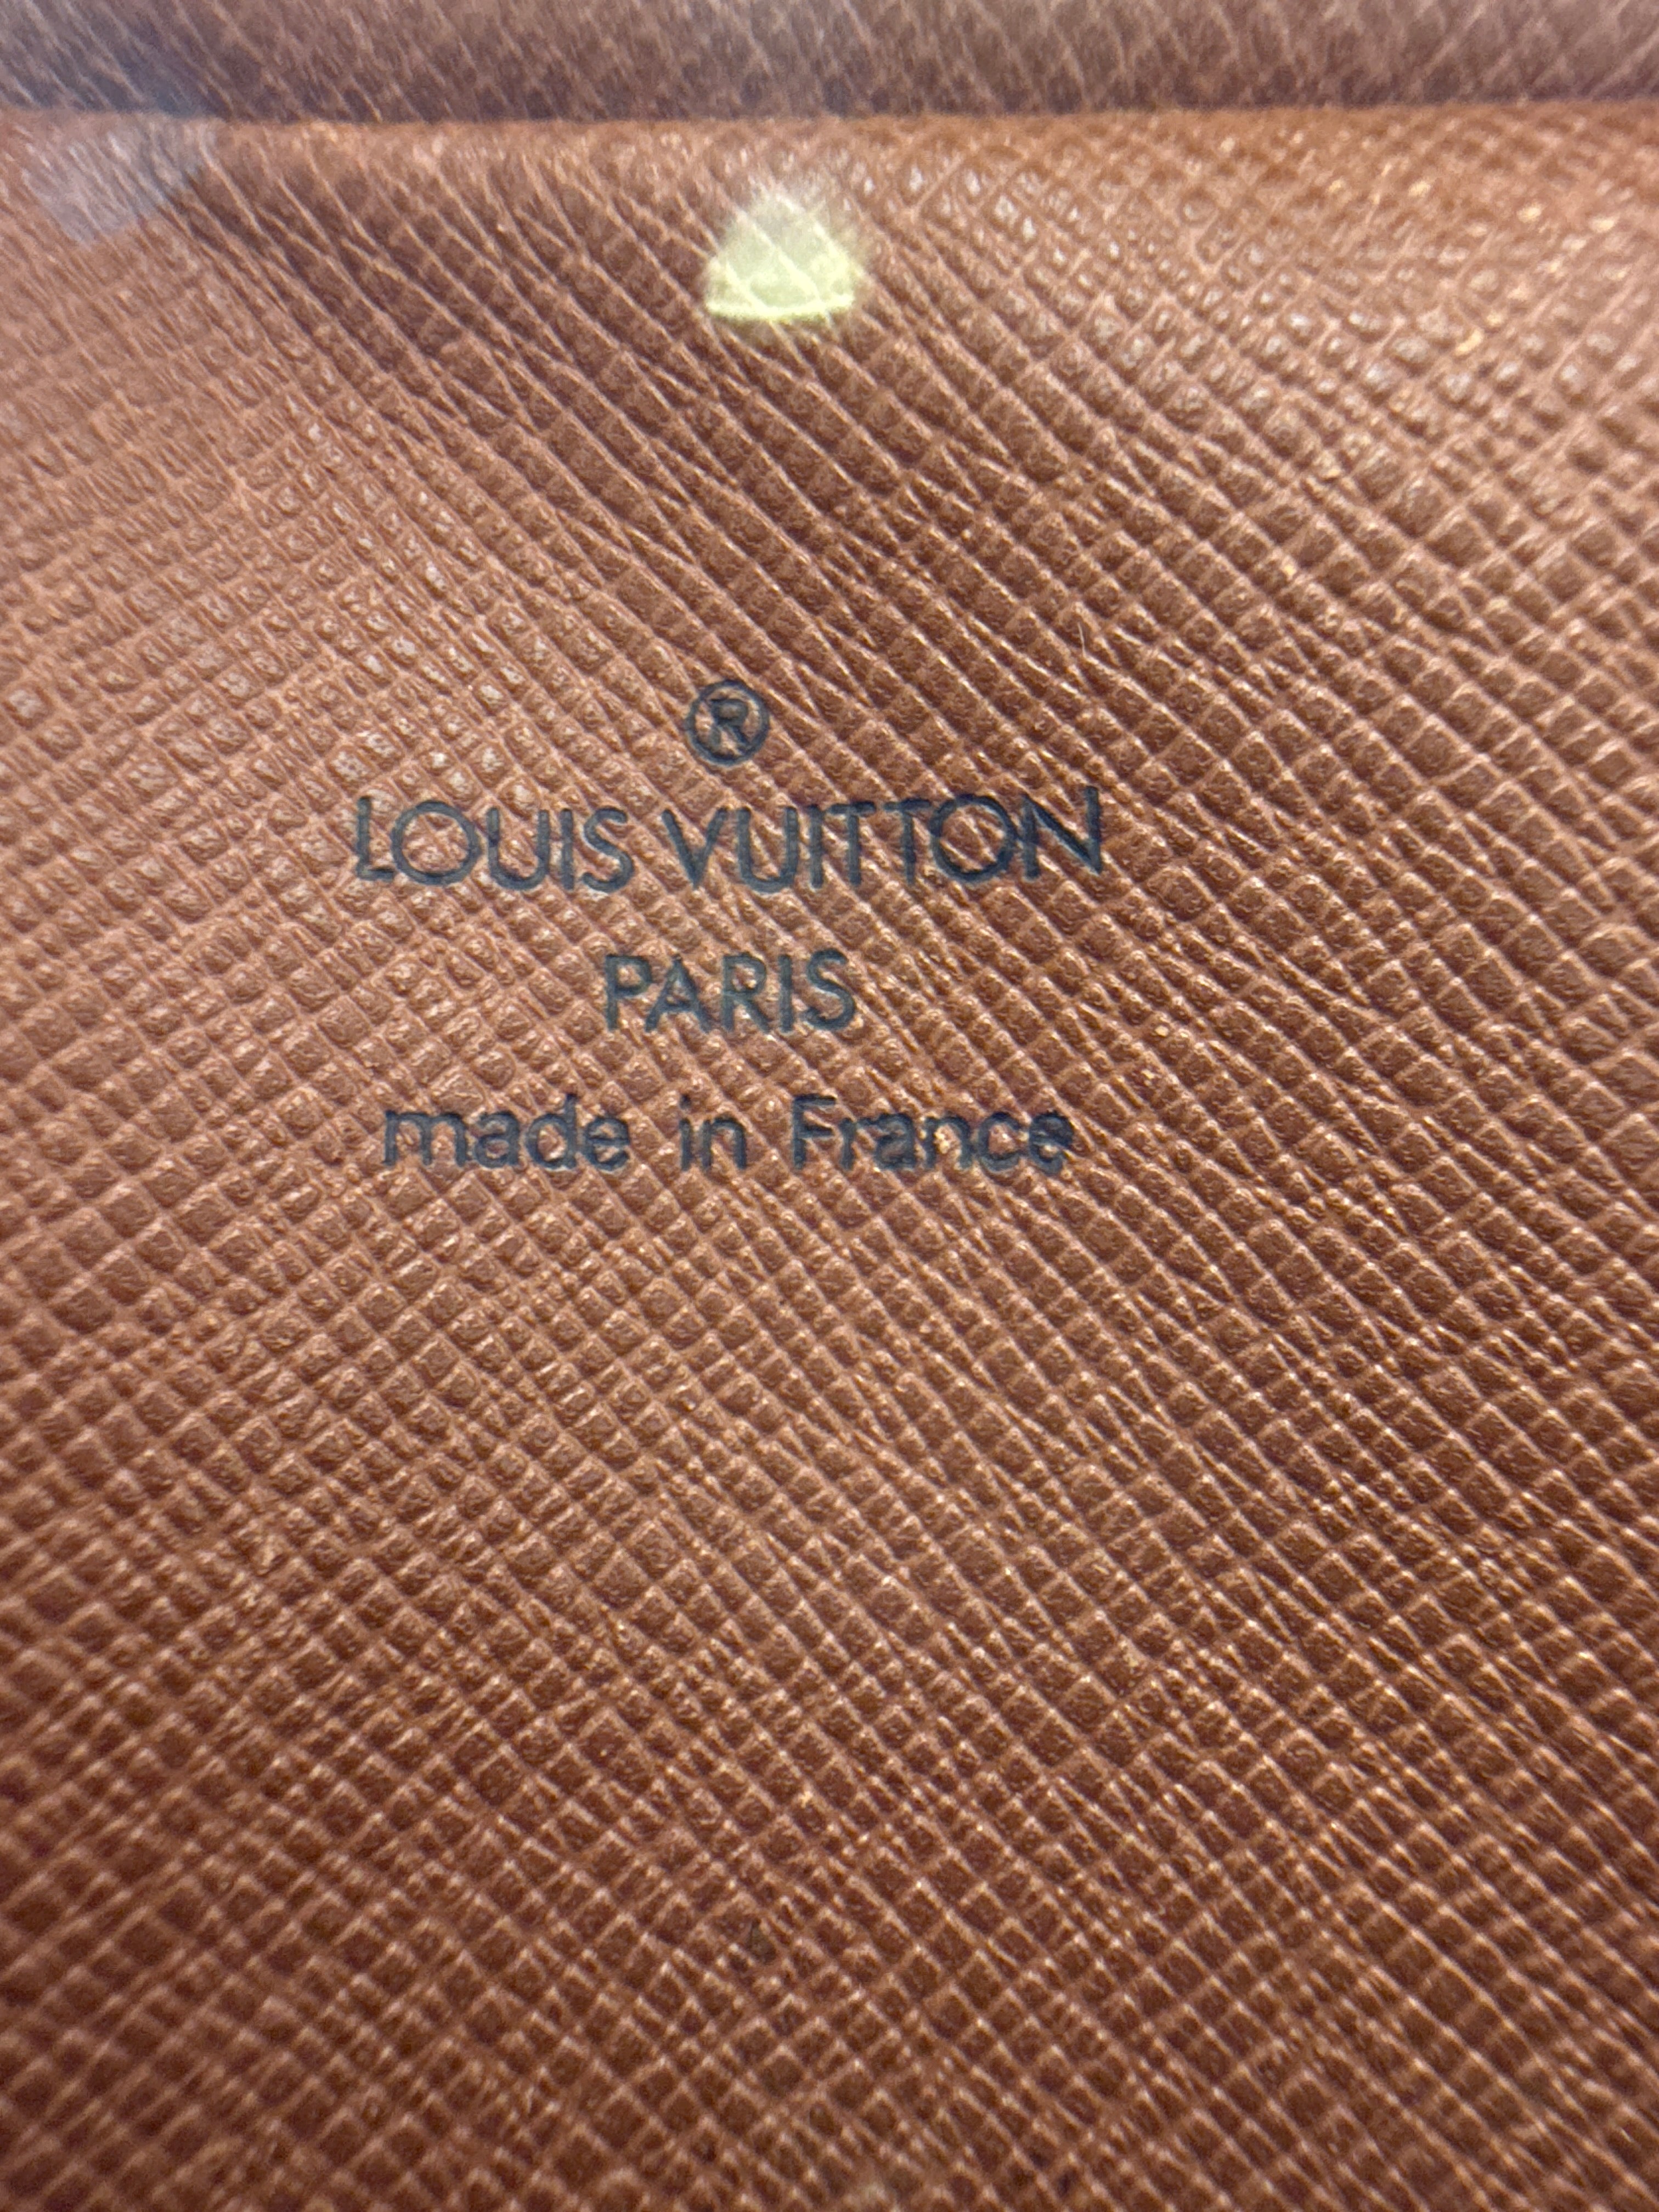 ®
LOUIS VUITTON
PARIS
made in France